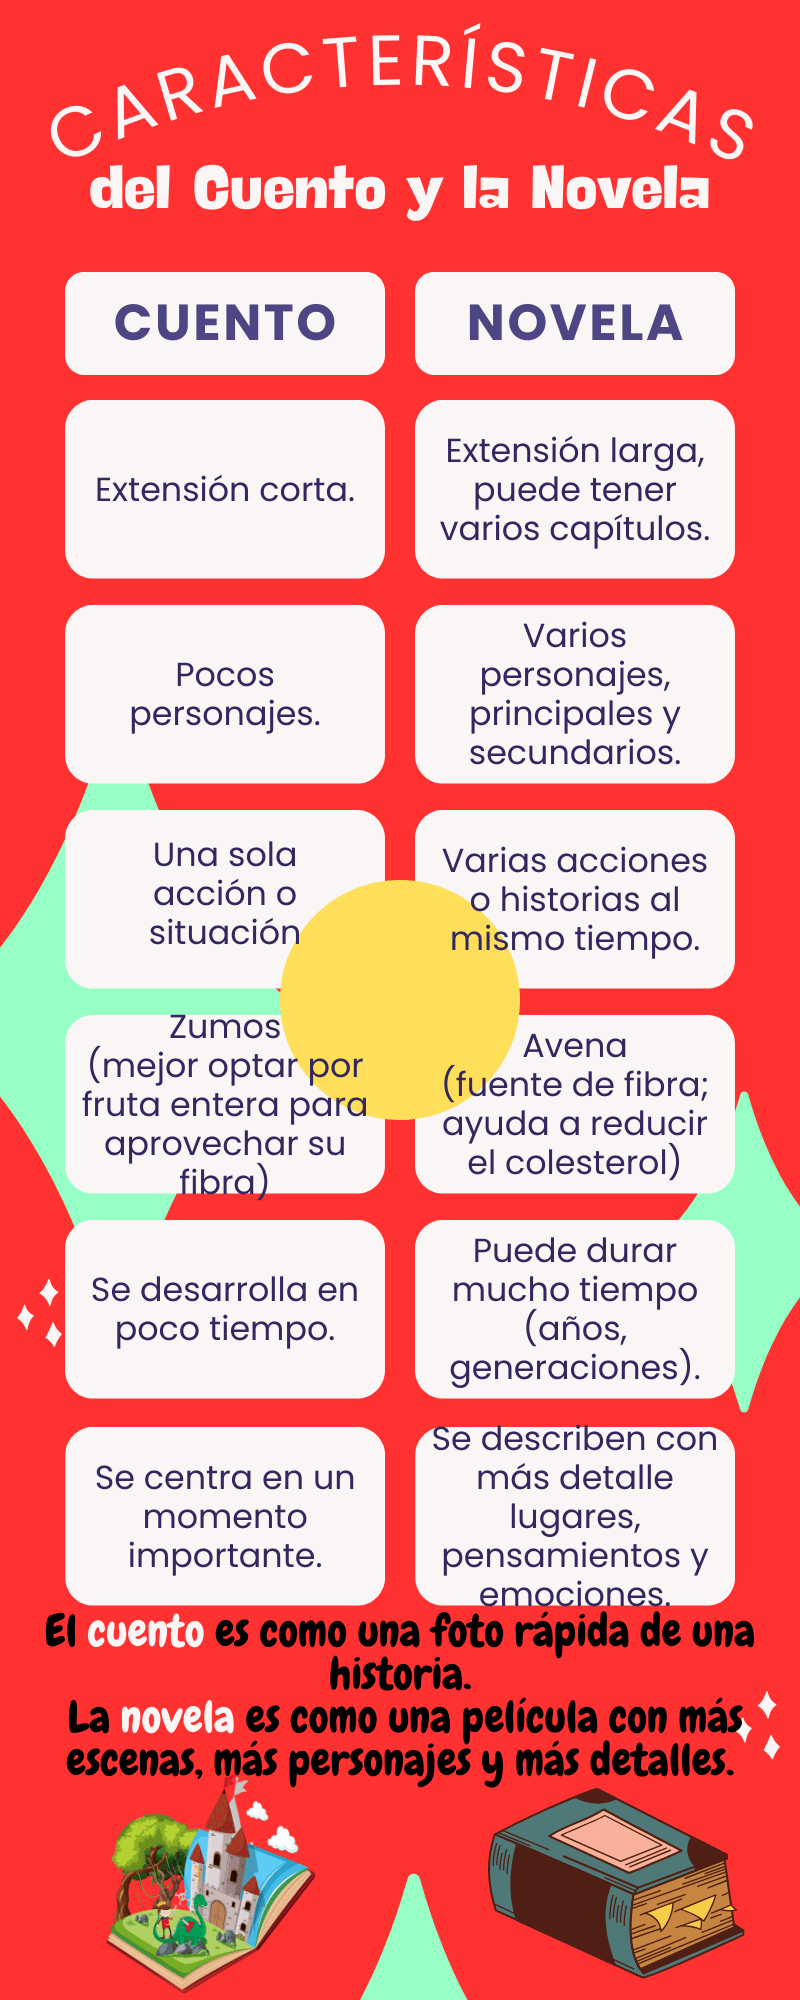 CARACTERÍSTICAS
del Cuento y la Novela
CUENTO
NOVELA
Extensión corta.
Extensión larga,
puede tener
varios capítulos.
Pocos
personajes.
Varios
personajes,
principales y
secundarios.
Una sola
acción o
situación
Varias acciones
o historias al
mismo tiempo.
Zumos
(mejor optar por
fruta entera para
aprovechar su
fibra)
Avena
(fuente de fibra;
ayuda a reducir
el colesterol)
Se desarrolla en
poco tiempo.
Puede durar
mucho tiempo
(años,
generaciones).
Se centra en un
momento
importante.
Se describen con
más detalle
lugares,
pensamientos y
emociones.
El cuento es como una foto rápida de una
historia.
La novela es como una película con más
escenas, más personajes y más detalles.